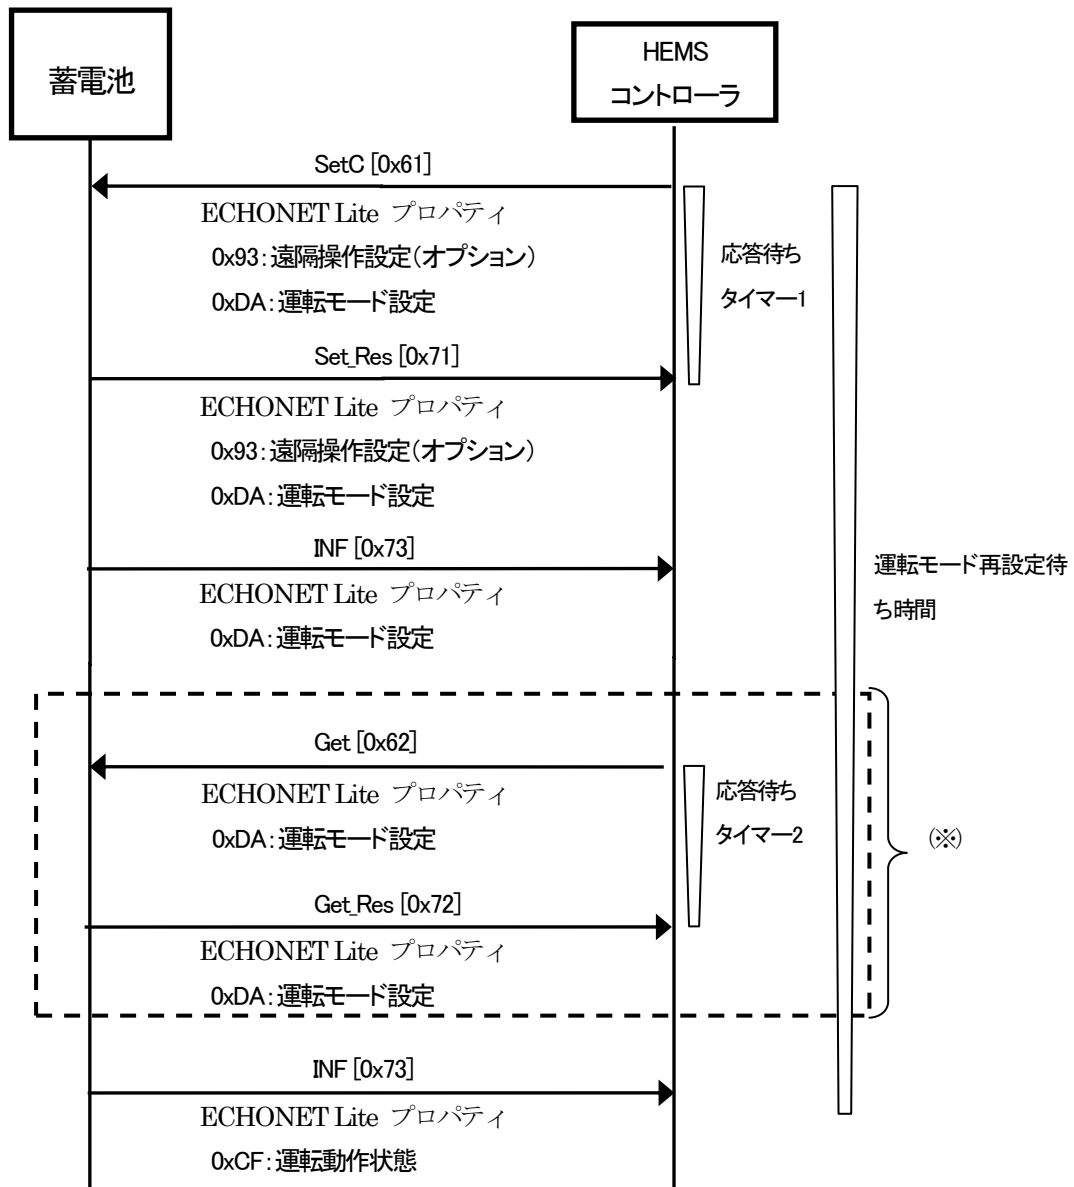 蓄電池
HEMS
コントローラ
SetC [0x61]
ECHONET Lite プロパティ
0x93：遠隔操作設定（オプション）
0xDA：運転モード設定
応答待ち
タイマー1
Set_Res [0x71]
ECHONET Lite プロパティ
0x93：遠隔操作設定（オプション）
0xDA：運転モード設定
INF [0x73]
ECHONET Lite プロパティ
0xDA：運転モード設定
運転モード再設定待
ち時間
Get [0x62]
ECHONET Lite プロパティ
0xDA：運転モード設定
応答待ち
タイマー2
（※）
Get_Res [0x72]
ECHONET Lite プロパティ
0xDA：運転モード設定
INF [0x73]
ECHONET Lite プロパティ
0xCF：運転動作状態